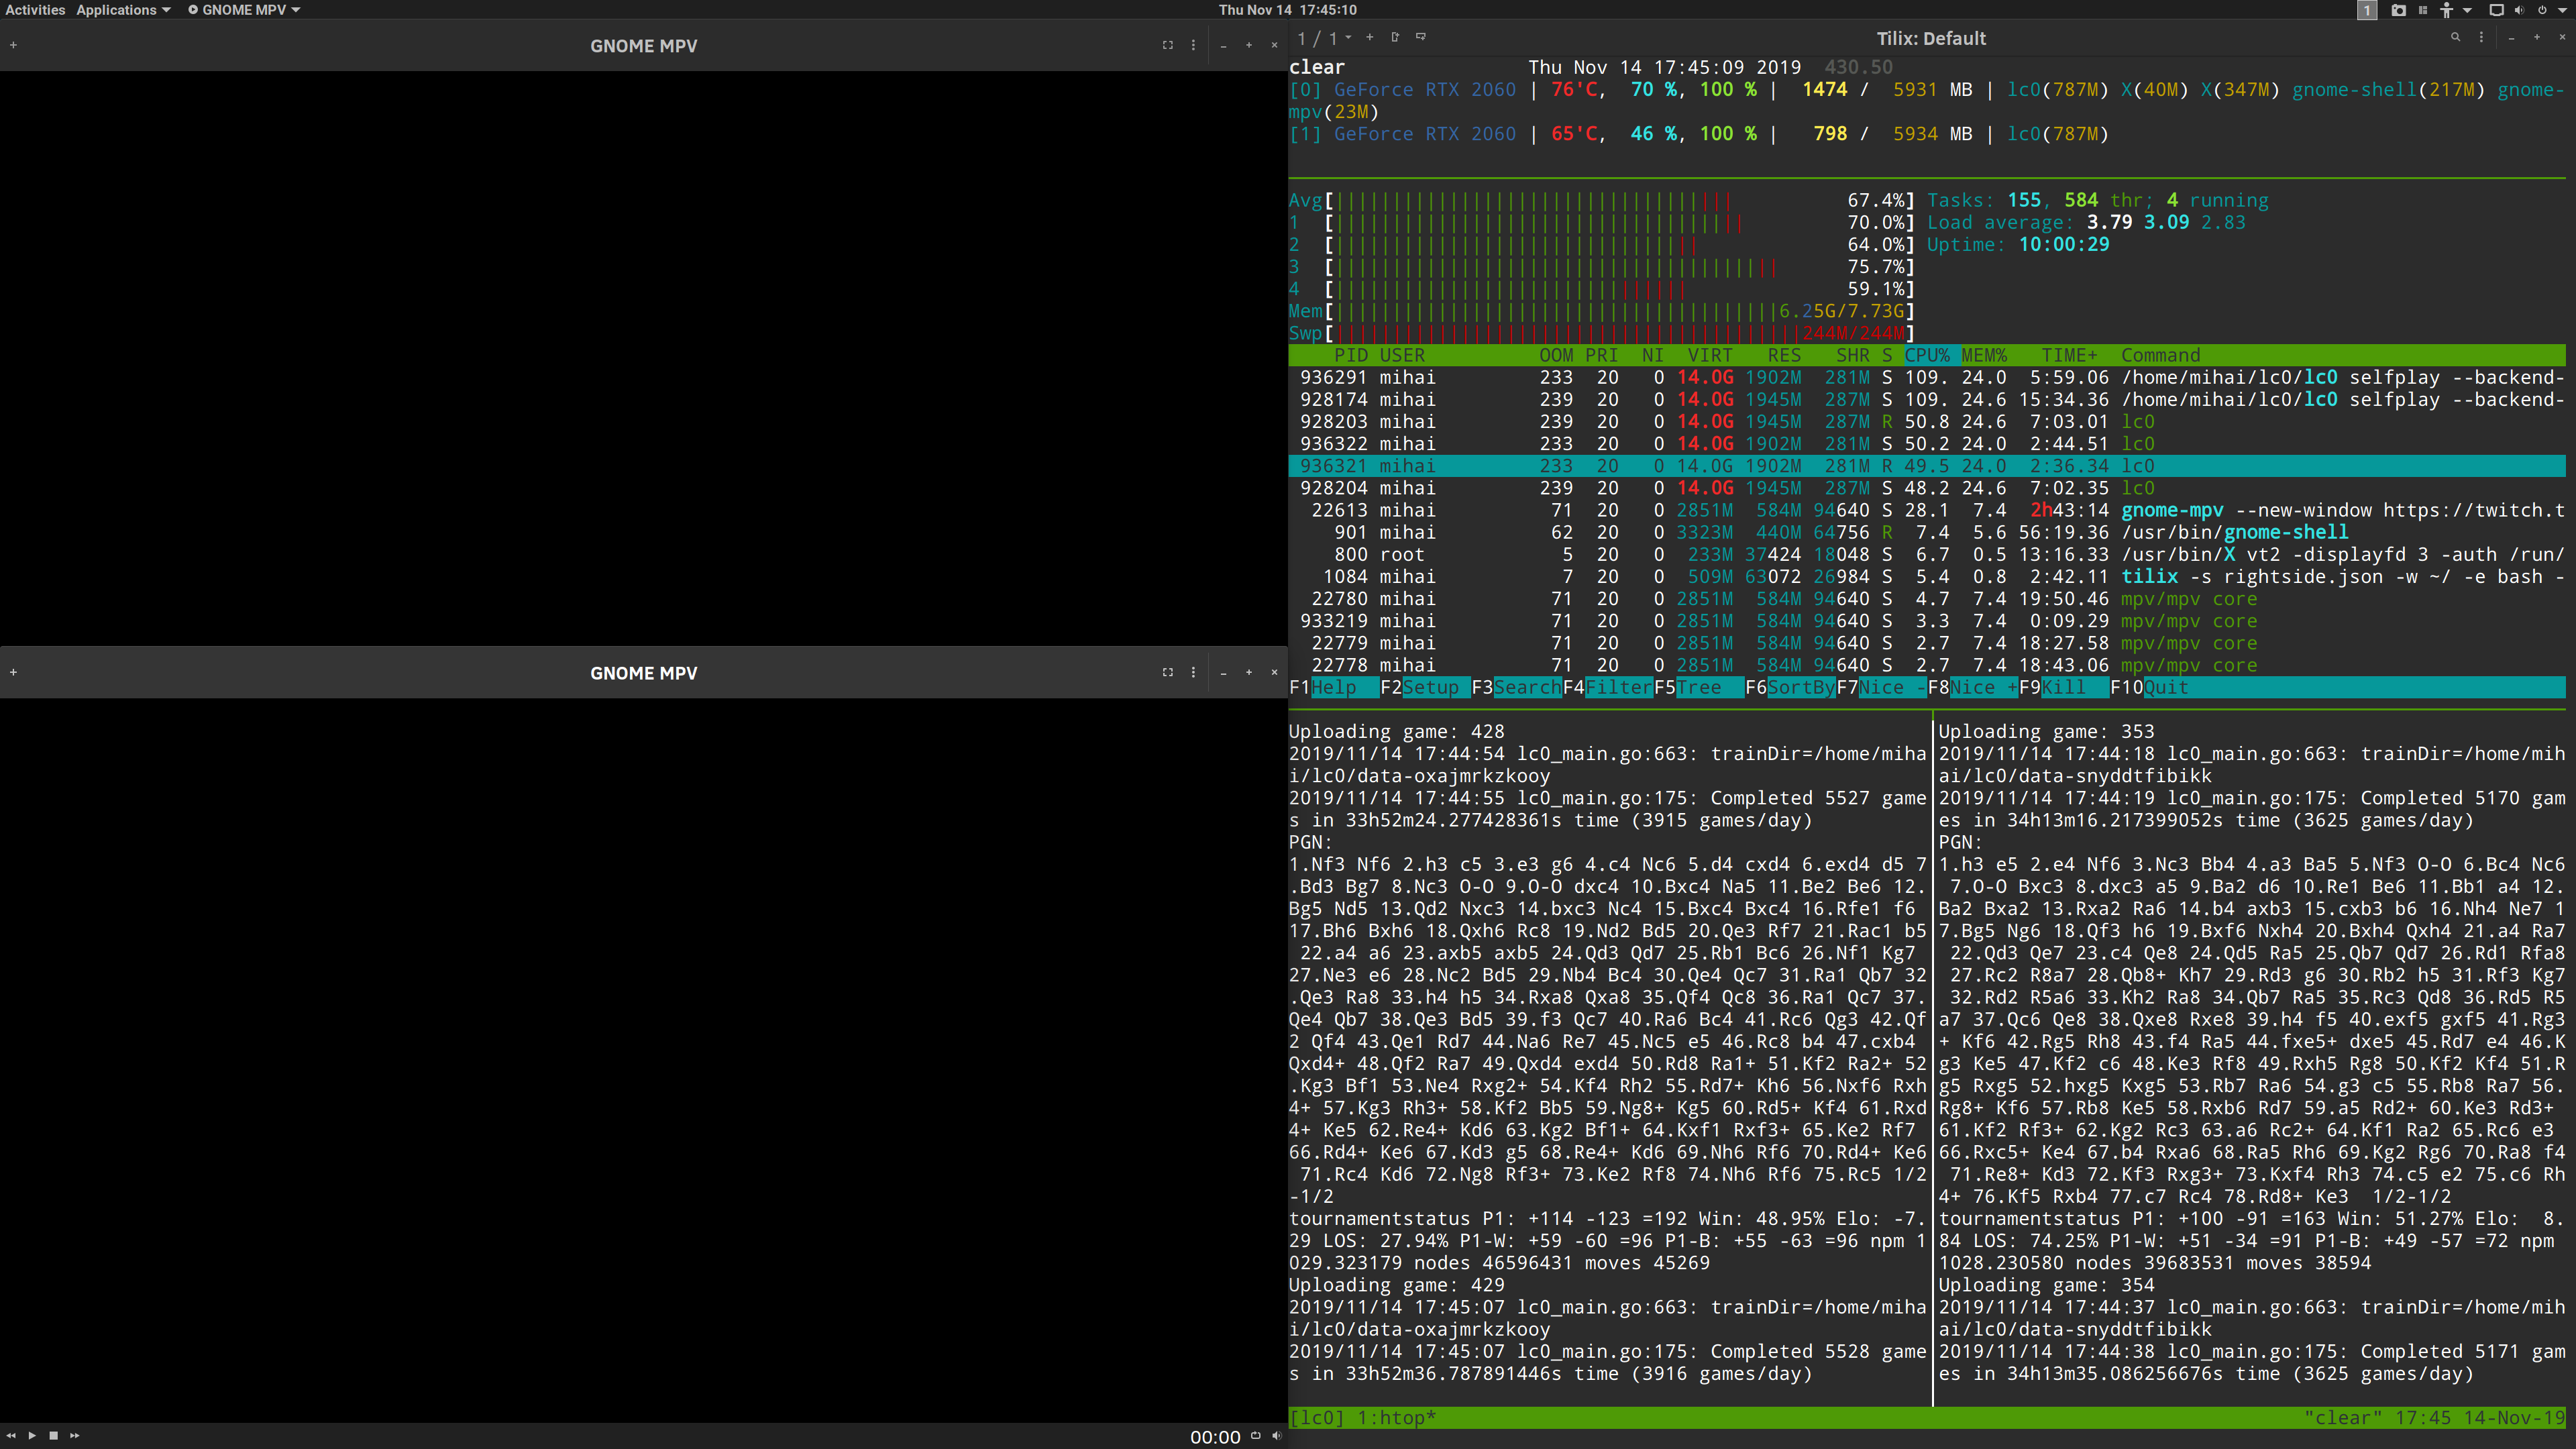 Activities Applications GNOME MPV Thu Nov 14 17:45:10 1
GNOME MPV
GNOME MPV
00:00
1 / 1 Tilix: Default
clear Thu Nov 14 17:45:09 2019 430.50
[0] GeForce RTX 2060 | 76'C, 70 %, 100 % | 1474 / 5931 MB | lc0(787M) X(40M) X(347M) gnome-shell(217M) gnome-
mpv(23M)
[1] GeForce RTX 2060 | 65'C, 46 %, 100 % | 798 / 5934 MB | lc0(787M)
Avg[ 67.4%] Tasks: 155, 584 thr; 4 running
1 [ 70.0%] Load average: 3.79 3.09 2.83
2 [ 64.0%] Uptime: 10:00:29
3 [ 75.7%]
4 [ 59.1%]
Mem[ 6.25G/7.73G]
Swp[ 244M/244M]
PID USER OOM PRI NI VIRT RES SHR S CPU% MEM% TIME+ Command
936291 mihai 233 20 0 14.0G 1902M 281M S 109. 24.0 5:59.06 /home/mihai/lc0/lc0 selfplay --backend-
928174 mihai 239 20 0 14.0G 1945M 287M S 109. 24.6 15:34.36 /home/mihai/lc0/lc0 selfplay --backend-
928203 mihai 239 20 0 14.0G 1945M 287M R 50.8 24.6 7:03.01 lc0
936322 mihai 233 20 0 14.0G 1902M 281M S 50.2 24.0 2:44.51 lc0
936321 mihai 233 20 0 14.0G 1902M 281M R 49.5 24.0 2:36.34 lc0
928204 mihai 239 20 0 14.0G 1945M 287M S 48.2 24.6 7:02.35 lc0
22613 mihai 71 20 0 2851M 584M 94640 S 28.1 7.4 2h43:14 gnome-mpv --new-window https://twitch.t
901 mihai 62 20 0 3323M 440M 64756 R 7.4 5.6 56:19.36 /usr/bin/gnome-shell
800 root 5 20 0 233M 37424 18048 S 6.7 0.5 13:16.33 /usr/bin/X vt2 -displayfd 3 -auth /run/
1084 mihai 7 20 0 509M 63072 26984 S 5.4 0.8 2:42.11 tilix -s rightside.json -w ~/ -e bash -
22780 mihai 71 20 0 2851M 584M 94640 S 4.7 7.4 19:50.46 mpv/mpv core
933219 mihai 71 20 0 2851M 584M 94640 S 3.3 7.4 0:09.29 mpv/mpv core
22779 mihai 71 20 0 2851M 584M 94640 S 2.7 7.4 18:27.58 mpv/mpv core
22778 mihai 71 20 0 2851M 584M 94640 S 2.7 7.4 18:43.06 mpv/mpv core
F1Help F2Setup F3SearchF4FilterF5Tree F6SortByF7Nice -F8Nice +F9Kill F10Quit
Uploading game: 428
2019/11/14 17:44:54 lc0_main.go:663: trainDir=/home/miha
i/lc0/data-oxajmrkzkooy
2019/11/14 17:44:55 lc0_main.go:175: Completed 5527 game
s in 33h52m24.277428361s time (3915 games/day)
PGN:
1.Nf3 Nf6 2.h3 c5 3.e3 g6 4.c4 Nc6 5.d4 cxd4 6.exd4 d5 7
.Bd3 Bg7 8.Nc3 O-O 9.O-O dxc4 10.Bxc4 Na5 11.Be2 Be6 12.
Bg5 Nd5 13.Qd2 Nxc3 14.bxc3 Nc4 15.Bxc4 Bxc4 16.Rfe1 f6
17.Bh6 Bxh6 18.Qxh6 Rc8 19.Nd2 Bd5 20.Qe3 Rf7 21.Rac1 b5
22.a4 a6 23.axb5 axb5 24.Qd3 Qd7 25.Rb1 Bc6 26.Nf1 Kg7
27.Ne3 e6 28.Nc2 Bd5 29.Nb4 Bc4 30.Qe4 Qc7 31.Ra1 Qb7 32
.Qe3 Ra8 33.h4 h5 34.Rxa8 Qxa8 35.Qf4 Qc8 36.Ra1 Qc7 37.
Qe4 Qb7 38.Qe3 Bd5 39.f3 Qc7 40.Ra6 Bc4 41.Rc6 Qg3 42.Qf
2 Qf4 43.Qe1 Rd7 44.Na6 Re7 45.Nc5 e5 46.Rc8 b4 47.cxb4
Qxd4+ 48.Qf2 Ra7 49.Qxd4 exd4 50.Rd8 Ra1+ 51.Kf2 Ra2+ 52
.Kg3 Bf1 53.Ne4 Rxg2+ 54.Kf4 Rh2 55.Rd7+ Kh6 56.Nxf6 Rxh
4+ 57.Kg3 Rh3+ 58.Kf2 Bb5 59.Ng8+ Kg5 60.Rd5+ Kf4 61.Rxd
4+ Ke5 62.Re4+ Kd6 63.Kg2 Bf1+ 64.Kxf1 Rxf3+ 65.Ke2 Rf7
66.Rd4+ Ke6 67.Kd3 g5 68.Re4+ Kd6 69.Nh6 Rf6 70.Rd4+ Ke6
71.Rc4 Kd6 72.Ng8 Rf3+ 73.Ke2 Rf8 74.Nh6 Rf6 75.Rc5 1/2
-1/2
tournamentstatus P1: +114 -123 =192 Win: 48.95% Elo: -7.
29 LOS: 27.94% P1-W: +59 -60 =96 P1-B: +55 -63 =96 npm 1
029.323179 nodes 46596431 moves 45269
Uploading game: 429
2019/11/14 17:45:07 lc0_main.go:663: trainDir=/home/miha
i/lc0/data-oxajmrkzkooy
2019/11/14 17:45:07 lc0_main.go:175: Completed 5528 game
s in 33h52m36.787891446s time (3916 games/day)
Uploading game: 353
2019/11/14 17:44:18 lc0_main.go:663: trainDir=/home/mih
ai/lc0/data-snyddtfibikk
2019/11/14 17:44:19 lc0_main.go:175: Completed 5170 gam
es in 34h13m16.217399052s time (3625 games/day)
PGN:
1.h3 e5 2.e4 Nf6 3.Nc3 Bb4 4.a3 Ba5 5.Nf3 O-O 6.Bc4 Nc6
7.O-O Bxc3 8.dxc3 a5 9.Ba2 d6 10.Re1 Be6 11.Bb1 a4 12.
Ba2 Bxa2 13.Rxa2 Ra6 14.b4 axb3 15.cxb3 b6 16.Nh4 Ne7 1
7.Bg5 Ng6 18.Qf3 h6 19.Bxf6 Nxh4 20.Bxh4 Qxh4 21.a4 Ra7
22.Qd3 Qe7 23.c4 Qe8 24.Qd5 Ra5 25.Qb7 Qd7 26.Rd1 Rfa8
27.Rc2 R8a7 28.Qb8+ Kh7 29.Rd3 g6 30.Rb2 h5 31.Rf3 Kg7
32.Rd2 R5a6 33.Kh2 Ra8 34.Qb7 Ra5 35.Rc3 Qd8 36.Rd5 R5
a7 37.Qc6 Qe8 38.Qxe8 Rxe8 39.h4 f5 40.exf5 gxf5 41.Rg3
+ Kf6 42.Rg5 Rh8 43.f4 Ra5 44.fxe5+ dxe5 45.Rd7 e4 46.K
g3 Ke5 47.Kf2 c6 48.Ke3 Rf8 49.Rxh5 Rg8 50.Kf2 Kf4 51.R
g5 Rxg5 52.hxg5 Kxg5 53.Rb7 Ra6 54.g3 c5 55.Rb8 Ra7 56.
Rg8+ Kf6 57.Rb8 Ke5 58.Rxb6 Rd7 59.a5 Rd2+ 60.Ke3 Rd3+
61.Kf2 Rf3+ 62.Kg2 Rc3 63.a6 Rc2+ 64.Kf1 Ra2 65.Rc6 e3
66.Rxc5+ Ke4 67.b4 Rxa6 68.Ra5 Rh6 69.Kg2 Rg6 70.Ra8 f4
71.Re8+ Kd3 72.Kf3 Rxg3+ 73.Kxf4 Rh3 74.c5 e2 75.c6 Rh
4+ 76.Kf5 Rxb4 77.c7 Rc4 78.Rd8+ Ke3 1/2-1/2
tournamentstatus P1: +100 -91 =163 Win: 51.27% Elo: 8.
84 LOS: 74.25% P1-W: +51 -34 =91 P1-B: +49 -57 =72 npm
1028.230580 nodes 39683531 moves 38594
Uploading game: 354
2019/11/14 17:44:37 lc0_main.go:663: trainDir=/home/mih
ai/lc0/data-snyddtfibikk
2019/11/14 17:44:38 lc0_main.go:175: Completed 5171 gam
es in 34h13m35.086256676s time (3625 games/day)
[lc0] 1:htop* "clear" 17:45 14-Nov-19